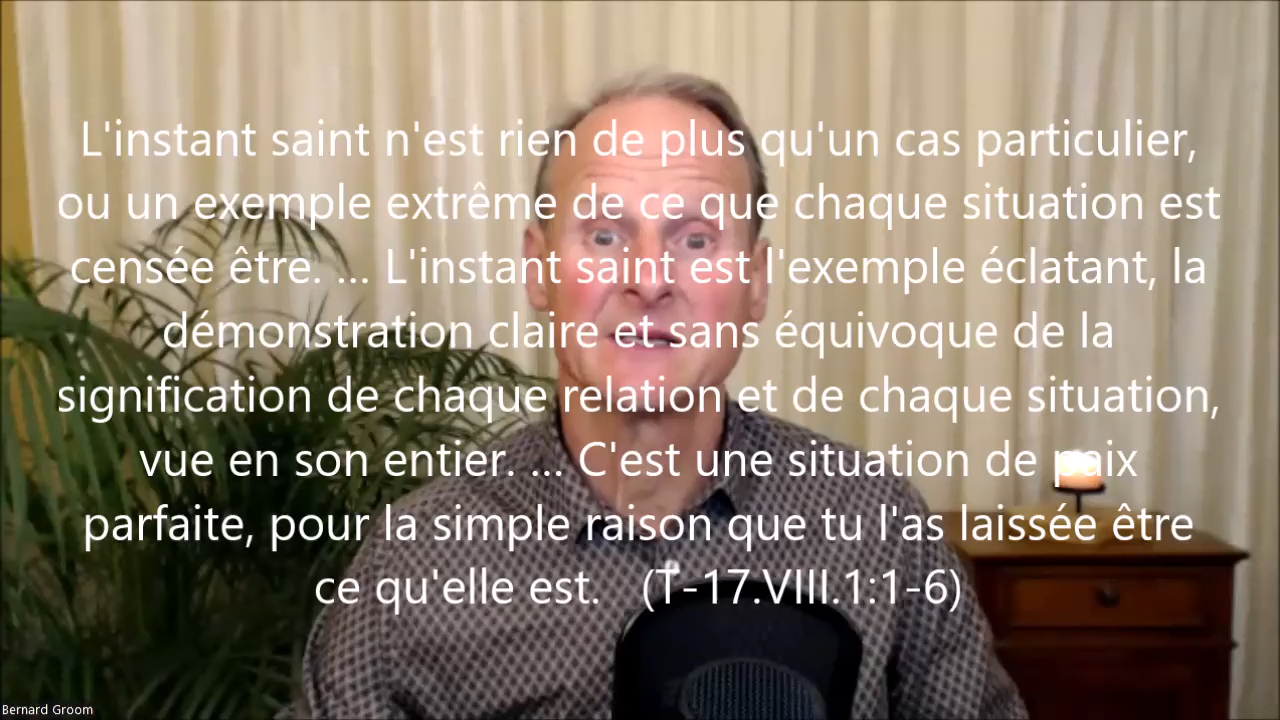 L'instant saint n'est rien de plus qu'un cas particulier,
ou un exemple extrême de ce que chaque situation est
censée être. ... L'instant saint est l'exemple éclatant, la
démonstration claire et sans équivoque de la
signification de chaque relation et de chaque situation,
vue en son entier. ... C'est une situation de paix
parfaite, pour la simple raison que tu l'as laissée être
ce qu'elle est. (T-17.VIII.1:1-6)
Bernard Groom